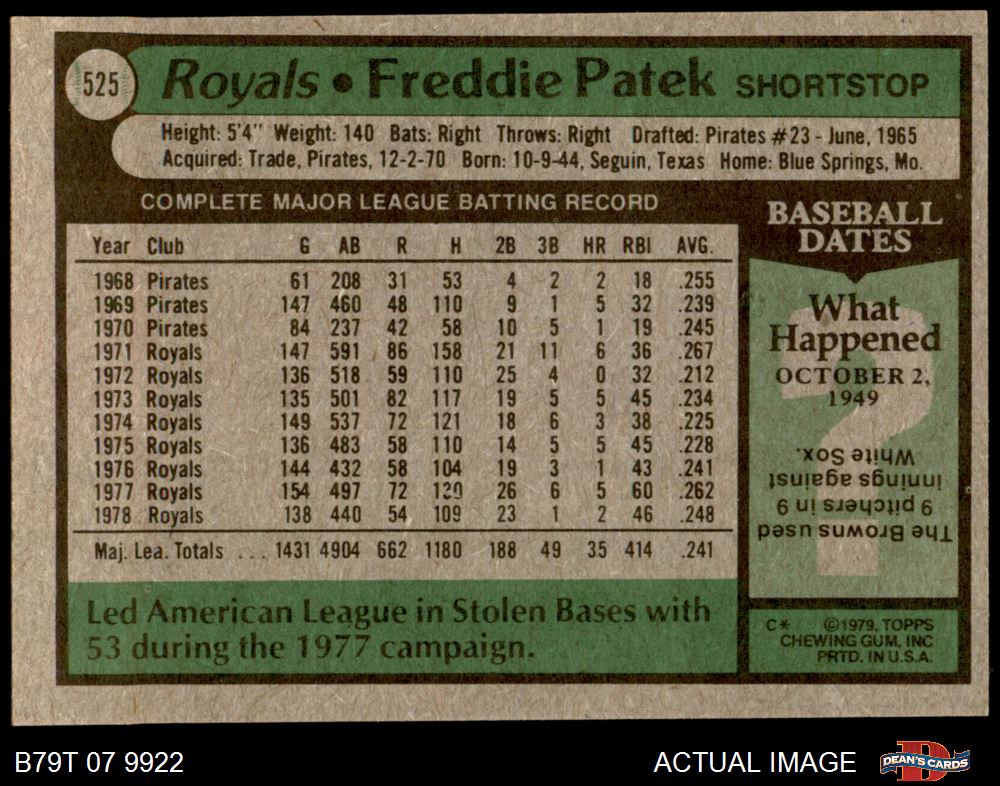 525
Royals • Freddie Patek SHORTSTOP
Height: 5'4" Weight: 140 Bats: Right Throws: Right Drafted: Pirates #23 - June, 1965
Acquired: Trade, Pirates, 12-2-70 Born: 10-9-44, Seguin, Texas Home: Blue Springs, Mo.
COMPLETE MAJOR LEAGUE BATTING RECORD
Year Club G AB R H 2B 3B HR RBI AVG.
1968 Pirates 61 208 31 53 4 2 2 18 .255
1969 Pirates 147 460 48 110 9 1 5 32 .239
1970 Pirates 84 237 42 58 10 5 1 19 .245
1971 Royals 147 591 86 158 21 11 6 36 .267
1972 Royals 136 518 59 110 25 4 0 32 .212
1973 Royals 135 501 82 117 19 5 5 45 .234
1974 Royals 149 537 72 121 18 6 3 38 .225
1975 Royals 136 483 58 110 14 5 5 45 .228
1976 Royals 144 432 58 104 19 3 1 43 .241
1977 Royals 154 497 72 130 26 6 5 60 .262
1978 Royals 138 440 54 109 23 1 2 46 .248
Maj. Lea. Totals ... 1431 4904 662 1180 188 49 35 414 .241
Led American League in Stolen Bases with
53 during the 1977 campaign.
BASEBALL
DATES
What
Happened
OCTOBER 2,
1949
?
The Browns used
9 pitchers in 9
innings against
White Sox.
C* ©1979, TOPPS
CHEWING GUM, INC
PRTD. IN U.S.A.
B79T 07 9922
ACTUAL IMAGE
D
DEAN'S CARDS